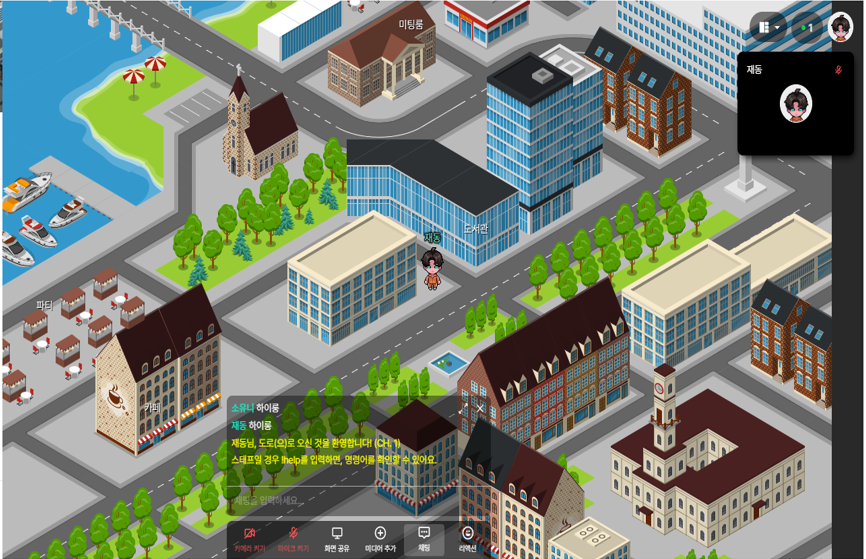 미팅룸
1
재동
재동
도서관
파티
카페
소유니 하이룽
재동 하이룽
재동님, 도로(으)로 오신 것을 환영합니다! (CH. 1)
스태프일 경우 !help를 입력하면, 명령어를 확인할 수 있어요.
채팅을 입력하세요...
카메라 켜기
마이크 켜기
화면 공유
미디어 추가
채팅
리액션